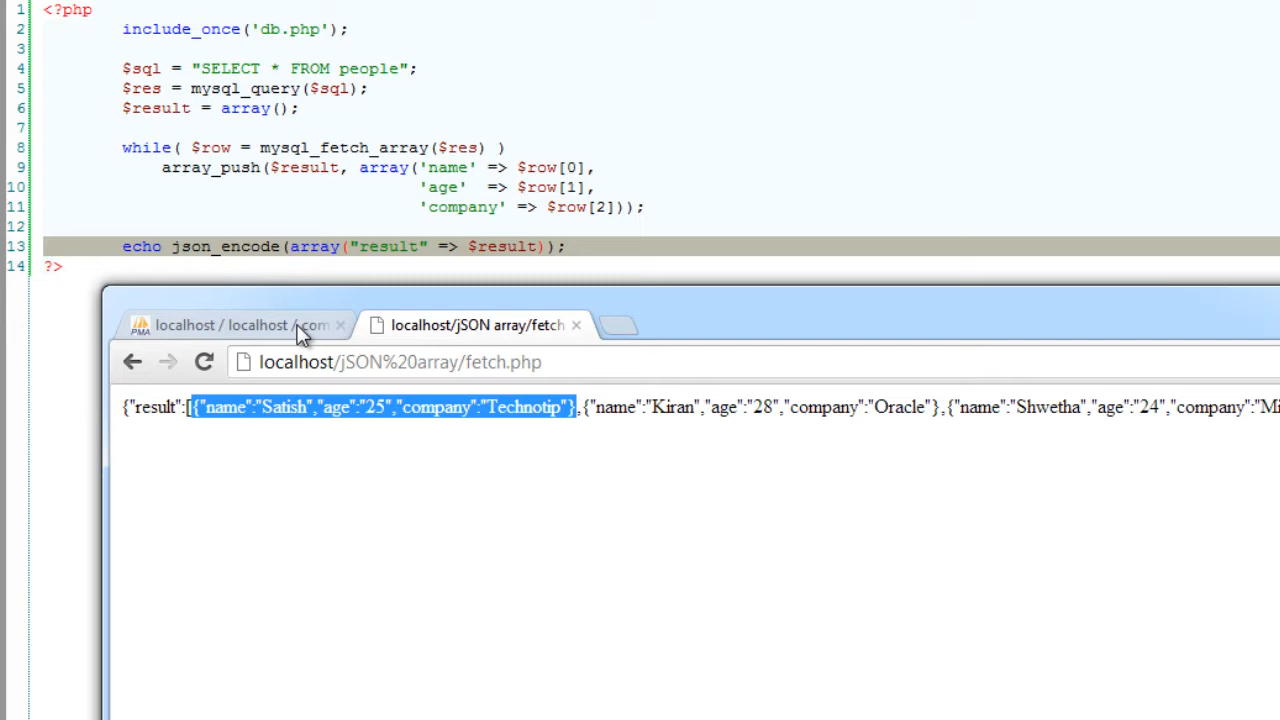 1 <?php
2 include_once('db.php');
3
4 $sql = "SELECT * FROM people";
5 $res = mysql_query($sql);
6 $result = array();
7
8 while( $row = mysql_fetch_array($res) )
9 array_push($result, array('name' => $row[0],
10 'age' => $row[1],
11 'company' => $row[2]));
12
13 echo json_encode(array("result" => $result));
14 ?>
PMA localhost / localhost / com localhost/jSON array/fetch
localhost/jSON%20array/fetch.php
{"result":[{"name":"Satish","age":"25","company":"Technotip"},{"name":"Kiran","age":"28","company":"Oracle"},{"name":"Shwetha","age":"24","company":"Mi